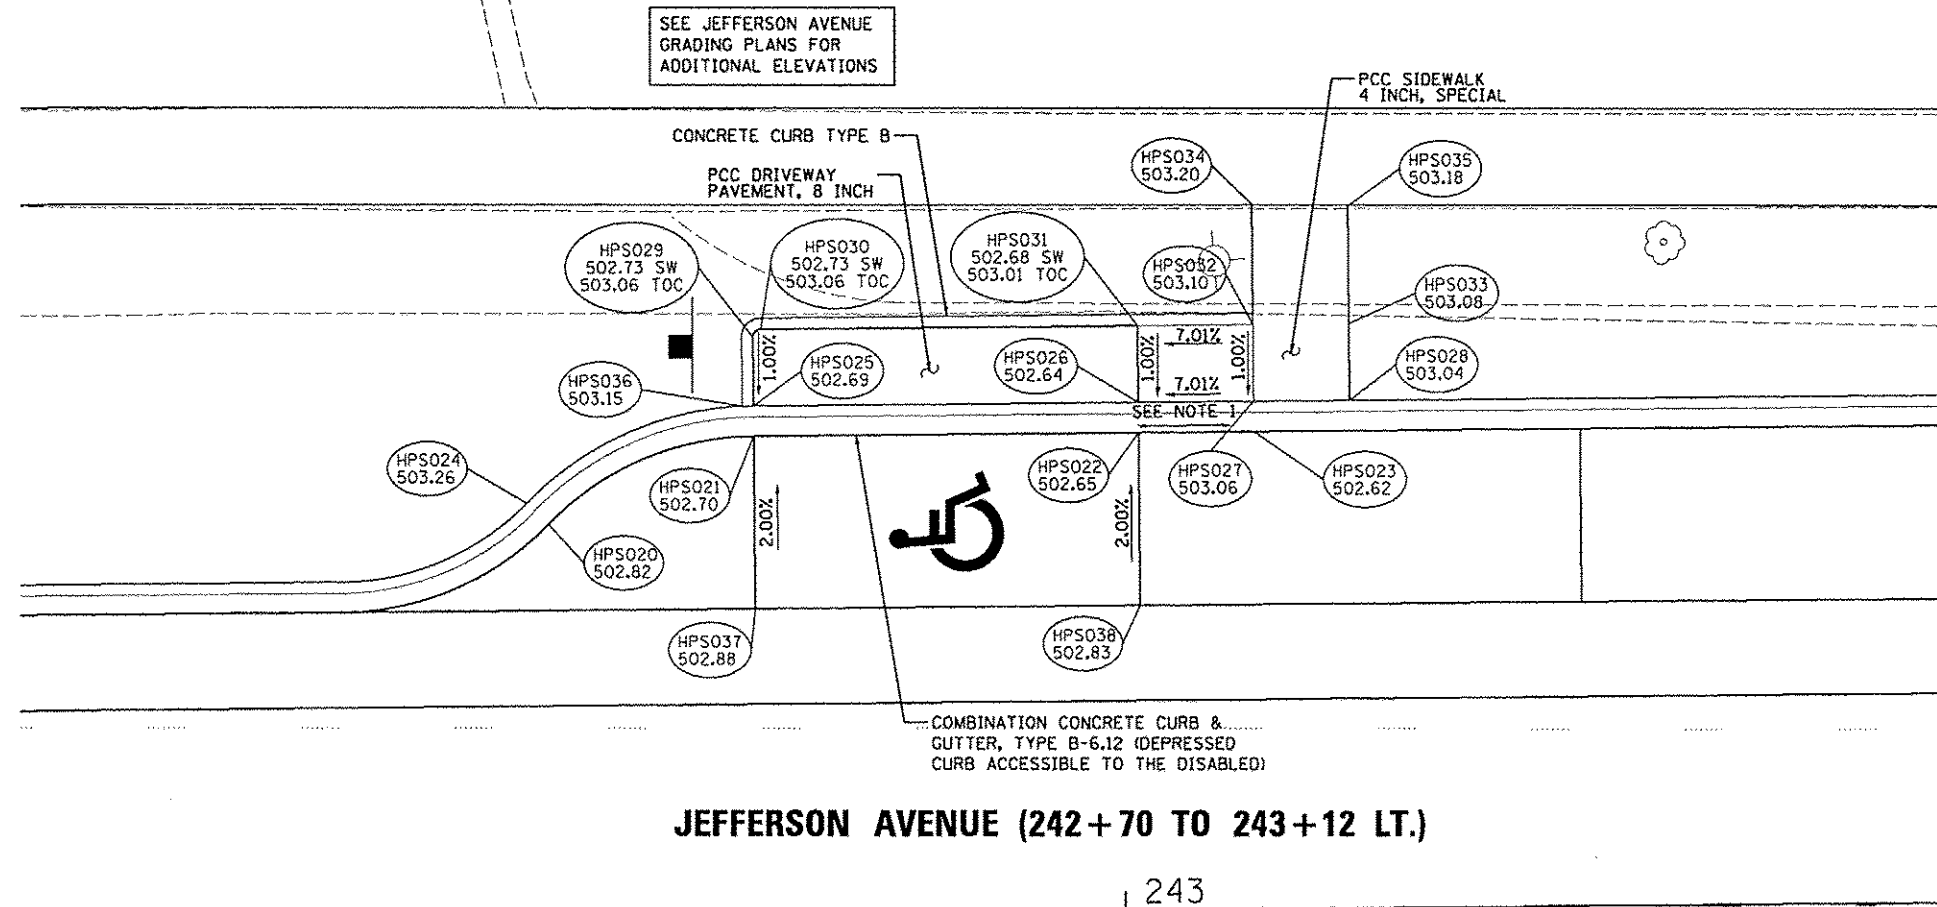 SEE JEFFERSON AVENUE
GRADING PLANS FOR
ADDITIONAL ELEVATIONS
PCC SIDEWALK
4 INCH, SPECIAL
CONCRETE CURB TYPE B
PCC DRIVEWAY
PAVEMENT, 8 INCH
HPS034
503.20
HPS035
503.18
HPS029
502.73 SW
503.06 TOC
HPS030
502.73 SW
503.06 TOC
HPS031
502.68 SW
503.01 TOC
HPS032
503.10
HPS033
503.08
1.00%
HPS025
502.69
HPS026
502.64
1.00%
7.01%
7.01%
1.00%
HPS028
503.04
HPS036
503.15
SEE NOTE 1
HPS024
503.26
HPS021
502.70
HPS022
502.65
HPS027
503.06
HPS023
502.62
2.00%
2.00%
HPS020
502.82
HPS037
502.88
HPS038
502.83
COMBINATION CONCRETE CURB &
GUTTER, TYPE B-6.12 (DEPRESSED
CURB ACCESSIBLE TO THE DISABLED)
JEFFERSON AVENUE (242+70 TO 243+12 LT.)
243